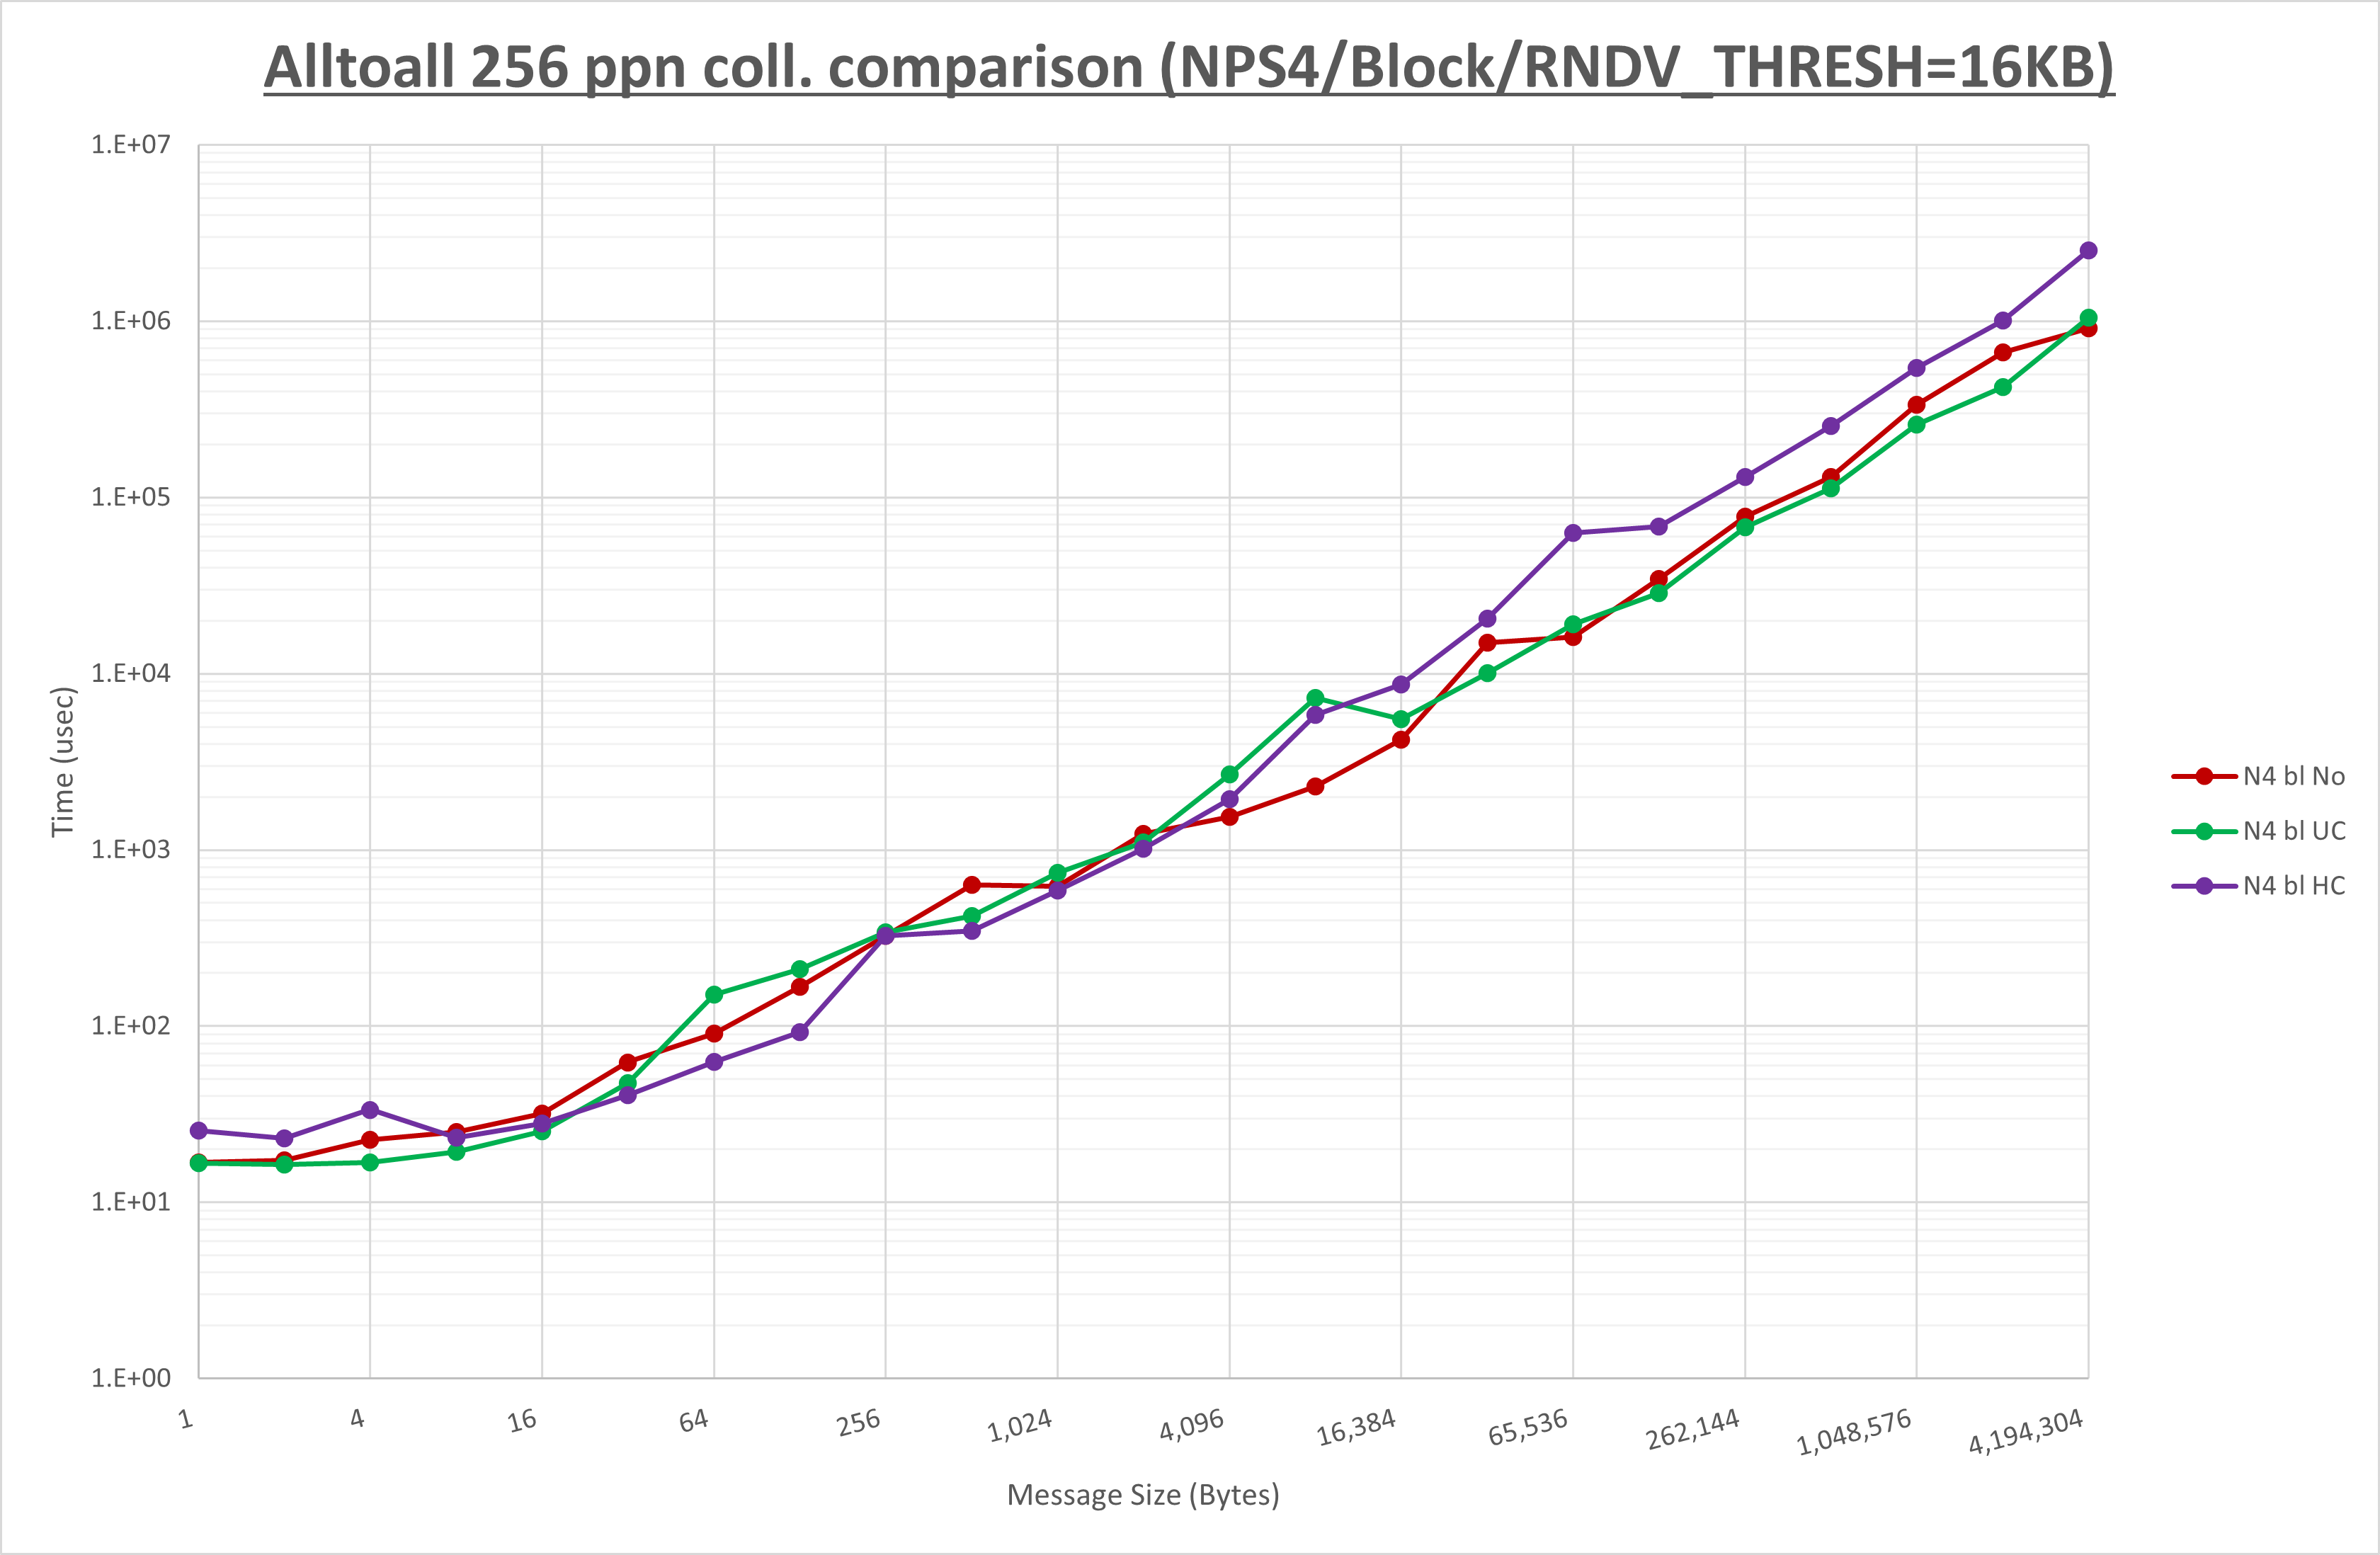 Alltoall 256 ppn coll. comparison (NPS4/Block/RNDV_THRESH=16KB)
1.E+07
1.E+06
1.E+05
1.E+04
1.E+03
1.E+02
1.E+01
1.E+00
Time (usec)
1 4 16 64 256 1,024 4,096 16,384 65,536 262,144 1,048,576 4,194,304
Message Size (Bytes)
N4 bl No
N4 bl UC
N4 bl HC